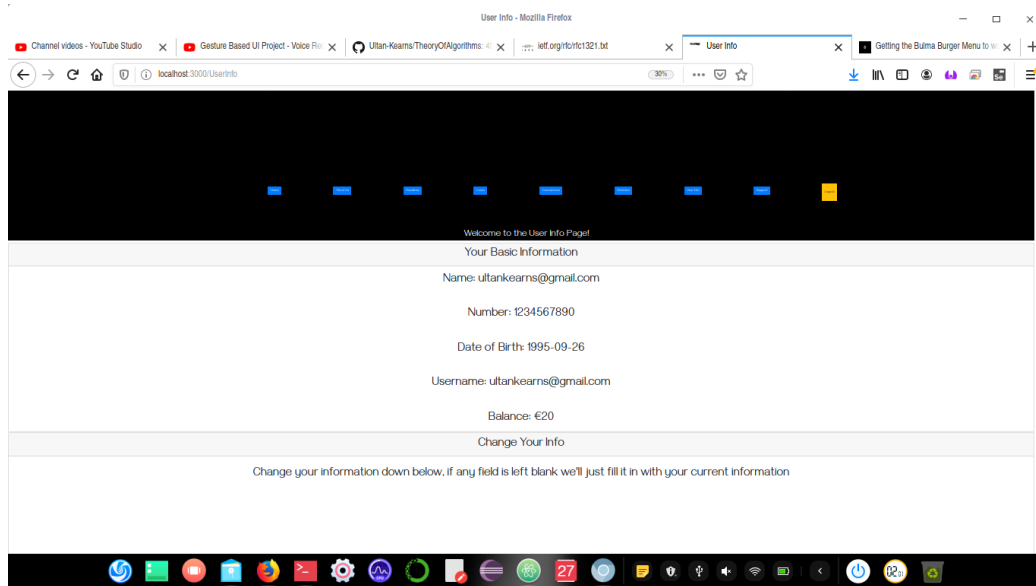 User Info - Mozilla Firefox
Channel videos - YouTube Studio
Gesture Based UI Project - Voice Re
Ultan-Kearns/TheoryOfAlgorithms: 4
ietf.org/rfc/rfc1321.txt
User Info
Getting the Bulma Burger Menu to w
localhost:3000/UserInfo
30%
Welcome to the User Info Page!
Your Basic Information
Name: ultankearns@gmail.com
Number: 1234567890
Date of Birth: 1995-09-26
Username: ultankearns@gmail.com
Balance: €20
Change Your Info
Change your information down below, if any field is left blank we'll just fill it in with your current information
27